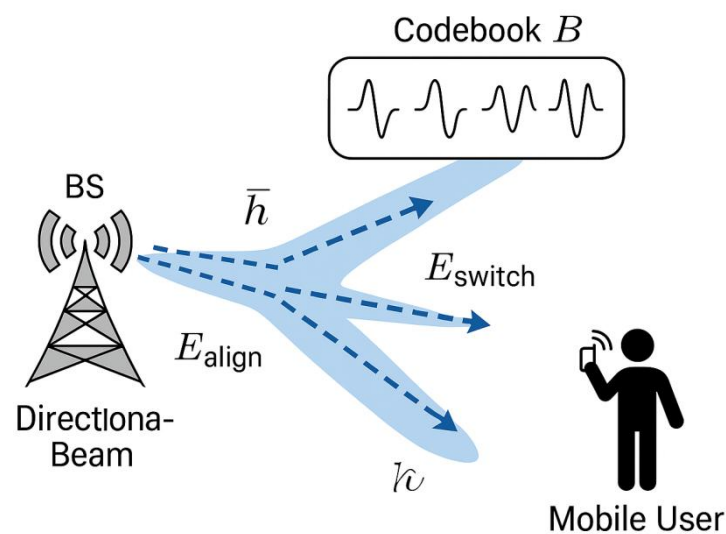 Codebook B
BS
h̄
E_switch
E_align
Directiona-
Beam
Mobile User